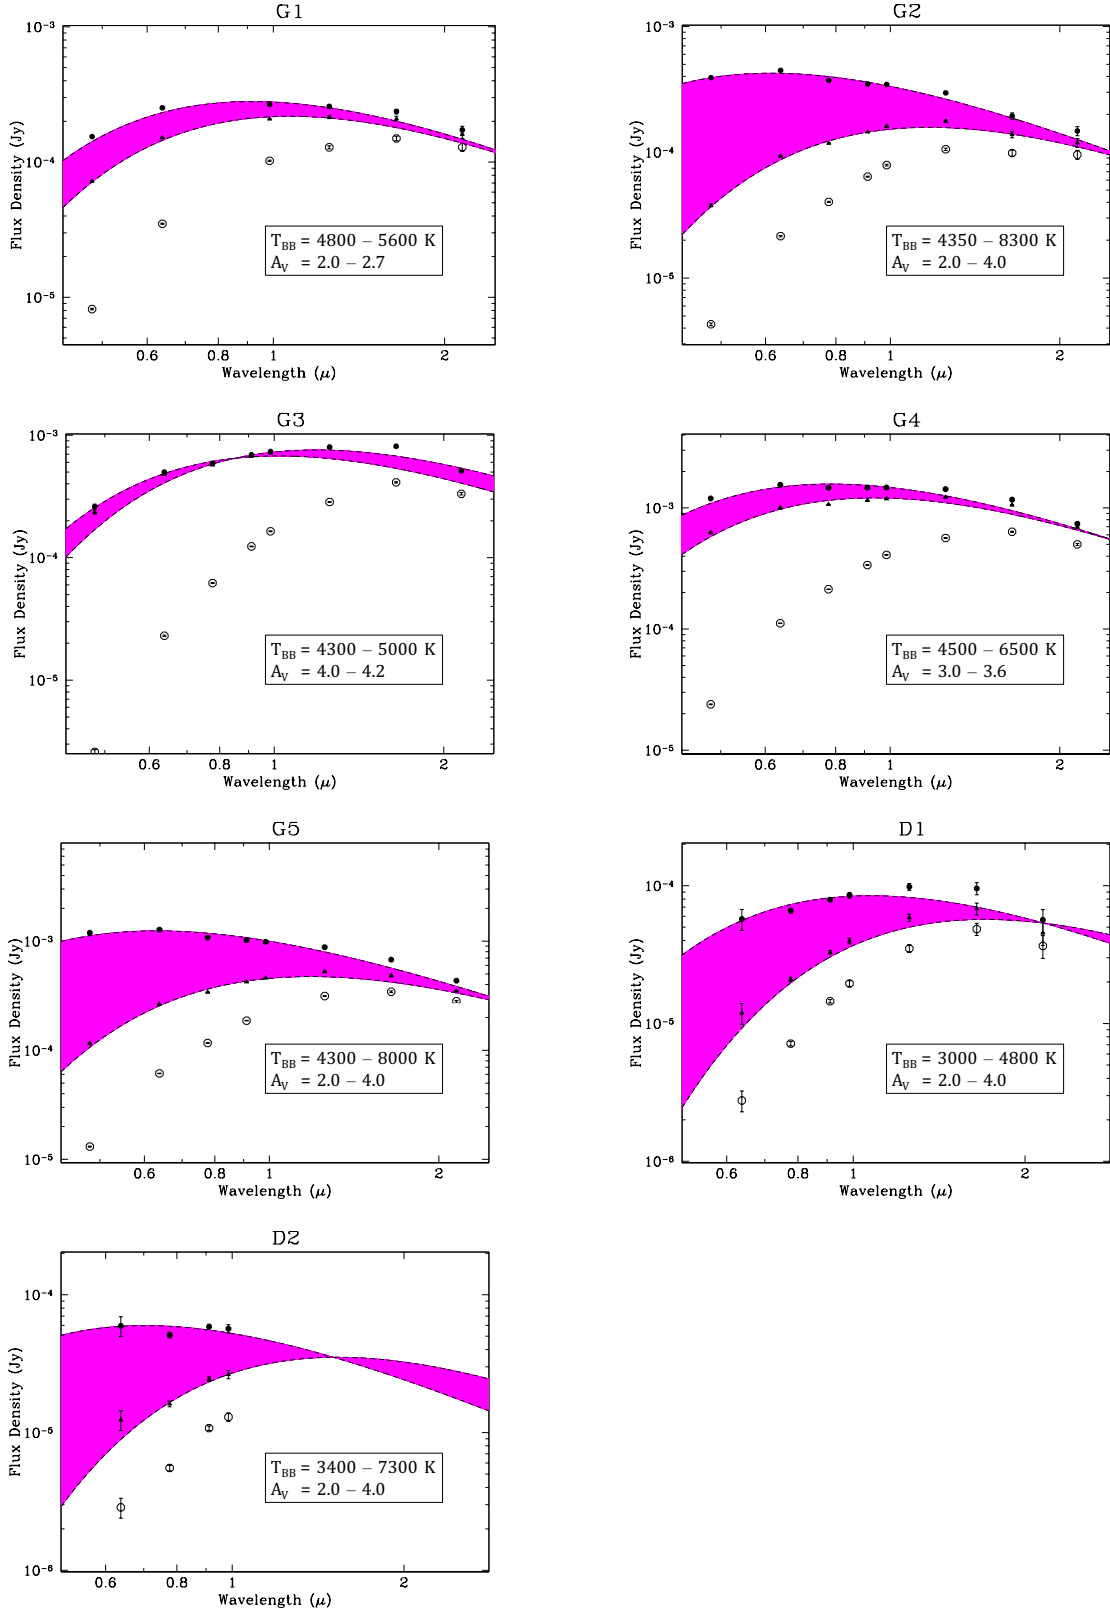 G1
10⁻³
10⁻⁴
10⁻⁵
Flux Density (Jy)
T_BB = 4800 – 5600 K
A_V = 2.0 – 2.7
0.6 0.8 1 2
Wavelength (μ)
G2
10⁻³
10⁻⁴
10⁻⁵
Flux Density (Jy)
T_BB = 4350 – 8300 K
A_V = 2.0 – 4.0
0.6 0.8 1 2
Wavelength (μ)
G3
10⁻³
10⁻⁴
10⁻⁵
Flux Density (Jy)
T_BB = 4300 – 5000 K
A_V = 4.0 – 4.2
0.6 0.8 1 2
Wavelength (μ)
G4
10⁻³
10⁻⁴
10⁻⁵
Flux Density (Jy)
T_BB = 4500 – 6500 K
A_V = 3.0 – 3.6
0.6 0.8 1 2
Wavelength (μ)
G5
10⁻³
10⁻⁴
10⁻⁵
Flux Density (Jy)
T_BB = 4300 – 8000 K
A_V = 2.0 – 4.0
0.6 0.8 1 2
Wavelength (μ)
D1
10⁻⁴
10⁻⁵
10⁻⁶
Flux Density (Jy)
T_BB = 3000 – 4800 K
A_V = 2.0 – 4.0
0.6 0.8 1 2
Wavelength (μ)
D2
10⁻⁴
10⁻⁵
10⁻⁶
Flux Density (Jy)
T_BB = 3400 – 7300 K
A_V = 2.0 – 4.0
0.6 0.8 1 2
Wavelength (μ)